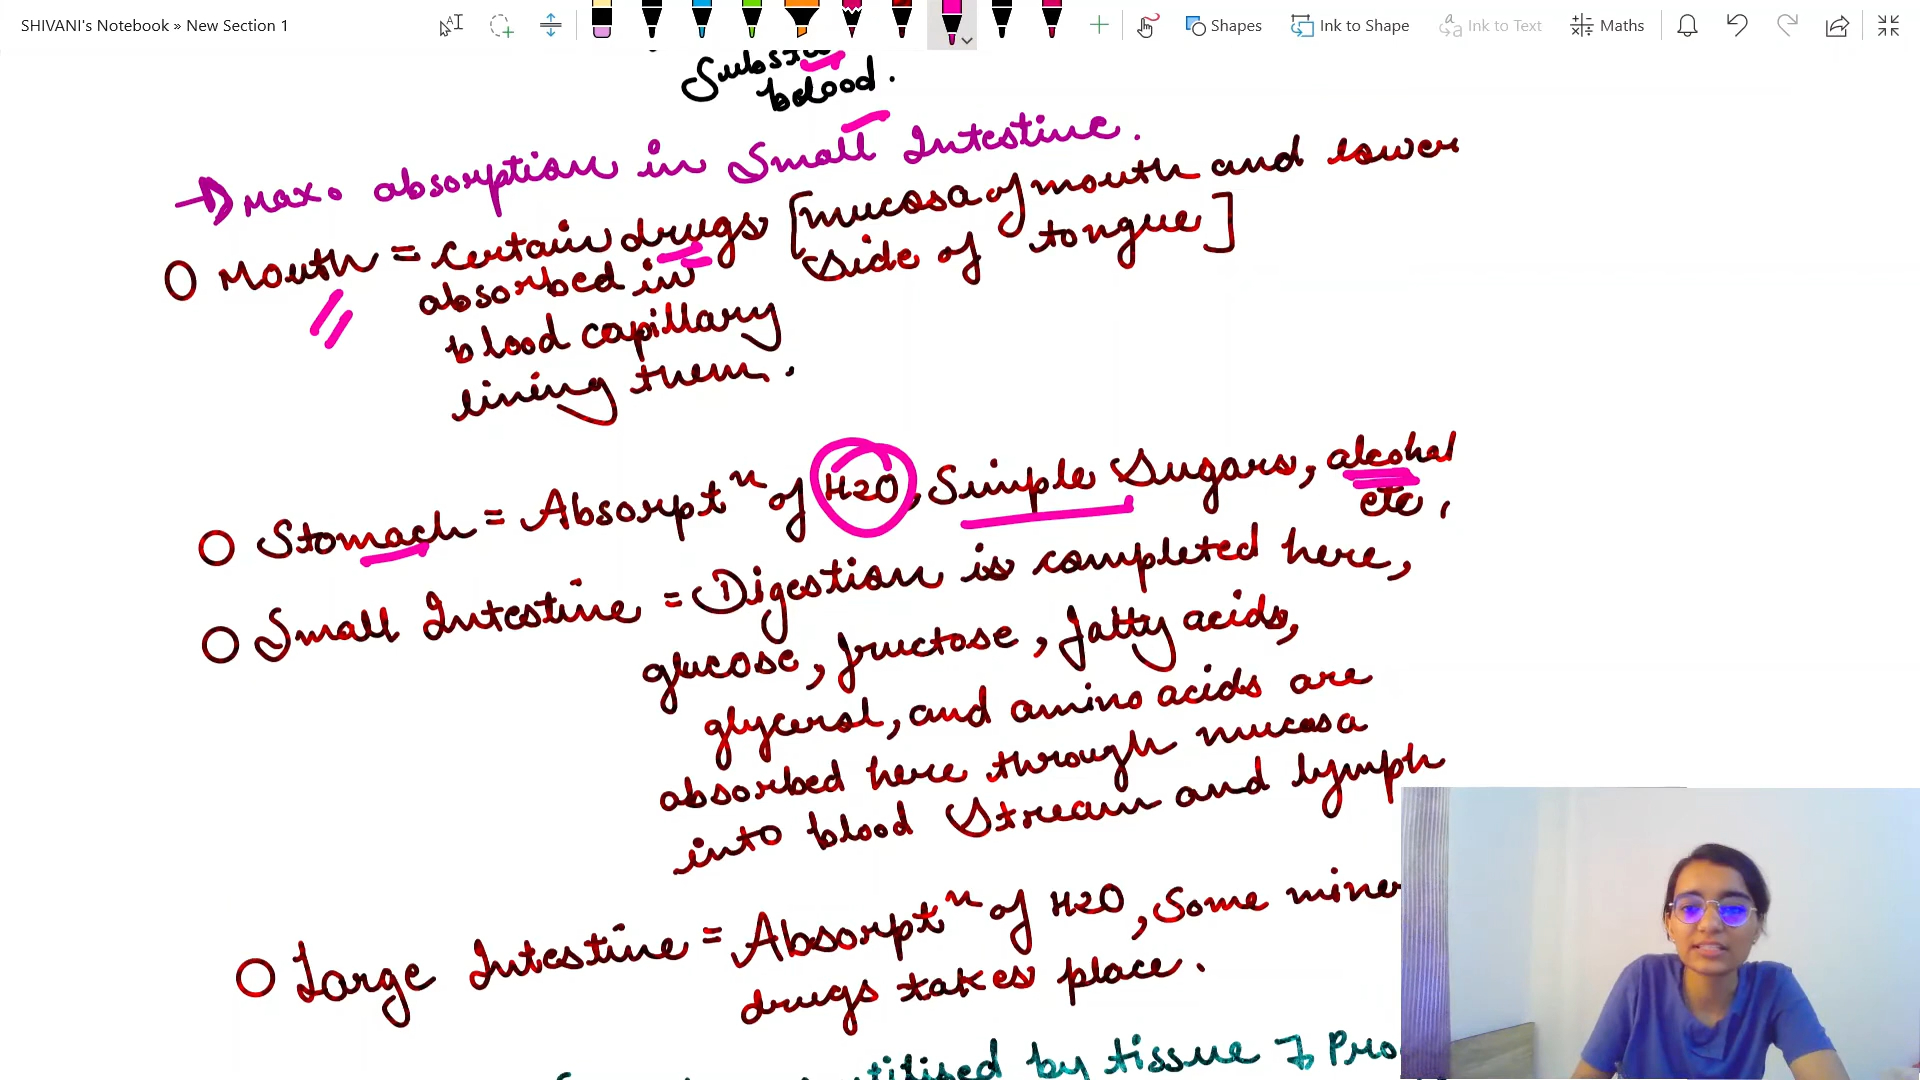 SHIVANI's Notebook » New Section 1
Shapes
Ink to Shape
Ink to Text
Maths
blood.
→ Max. absorption in Small Intestine.
Mouth = certain drugs [mucosa of mouth and lower
side of tongue]
absorbed in
blood capillary
lining them.
Stomach = Absorptⁿ of H2O, Simple Sugars, alcohol
etc,
Small Intestine = Digestion is completed here,
glucose, fructose, fatty acids,
glycerol, and amino acids are
absorbed here through mucosa
into blood Stream and lymph
Large Intestine = Absorptⁿ of H2O, Some
drugs takes place.
by tissue